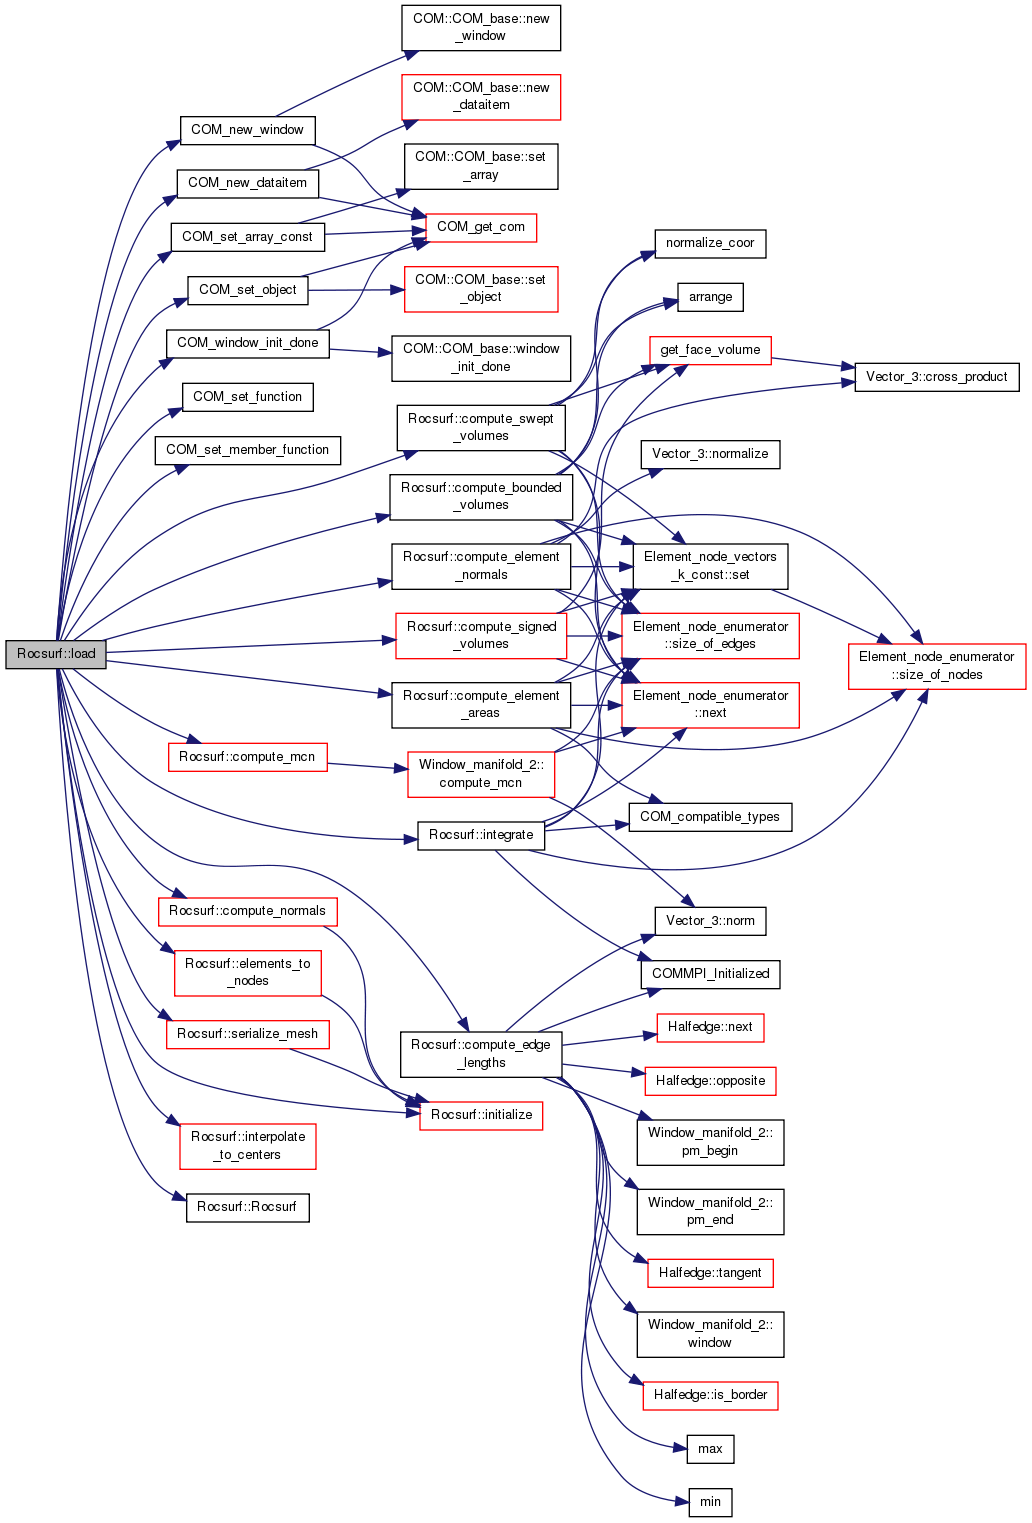 COM::COM_base::new
_window
COM::COM_base::new
_dataitem
COM_new_window
COM::COM_base::set
_array
COM_new_dataitem
COM_get_com
COM_set_array_const
normalize_coor
COM::COM_base::set
_object
COM_set_object
arrange
COM_window_init_done
COM::COM_base::window
_init_done
get_face_volume
Vector_3::cross_product
COM_set_function
Rocsurf::compute_swept
_volumes
COM_set_member_function
Vector_3::normalize
Rocsurf::compute_bounded
_volumes
Rocsurf::compute_element
_normals
Element_node_vectors
_k_const::set
Rocsurf::load
Rocsurf::compute_signed
_volumes
Element_node_enumerator
::size_of_edges
Element_node_enumerator
::size_of_nodes
Rocsurf::compute_element
_areas
Element_node_enumerator
::next
Rocsurf::compute_mcn
Window_manifold_2::
compute_mcn
COM_compatible_types
Rocsurf::integrate
Rocsurf::compute_normals
Vector_3::norm
Rocsurf::elements_to
_nodes
COMMPI_Initialized
Rocsurf::serialize_mesh
Rocsurf::compute_edge
_lengths
Halfedge::next
Halfedge::opposite
Rocsurf::initialize
Rocsurf::interpolate
_to_centers
Window_manifold_2::
pm_begin
Rocsurf::Rocsurf
Window_manifold_2::
pm_end
Halfedge::tangent
Window_manifold_2::
window
Halfedge::is_border
max
min